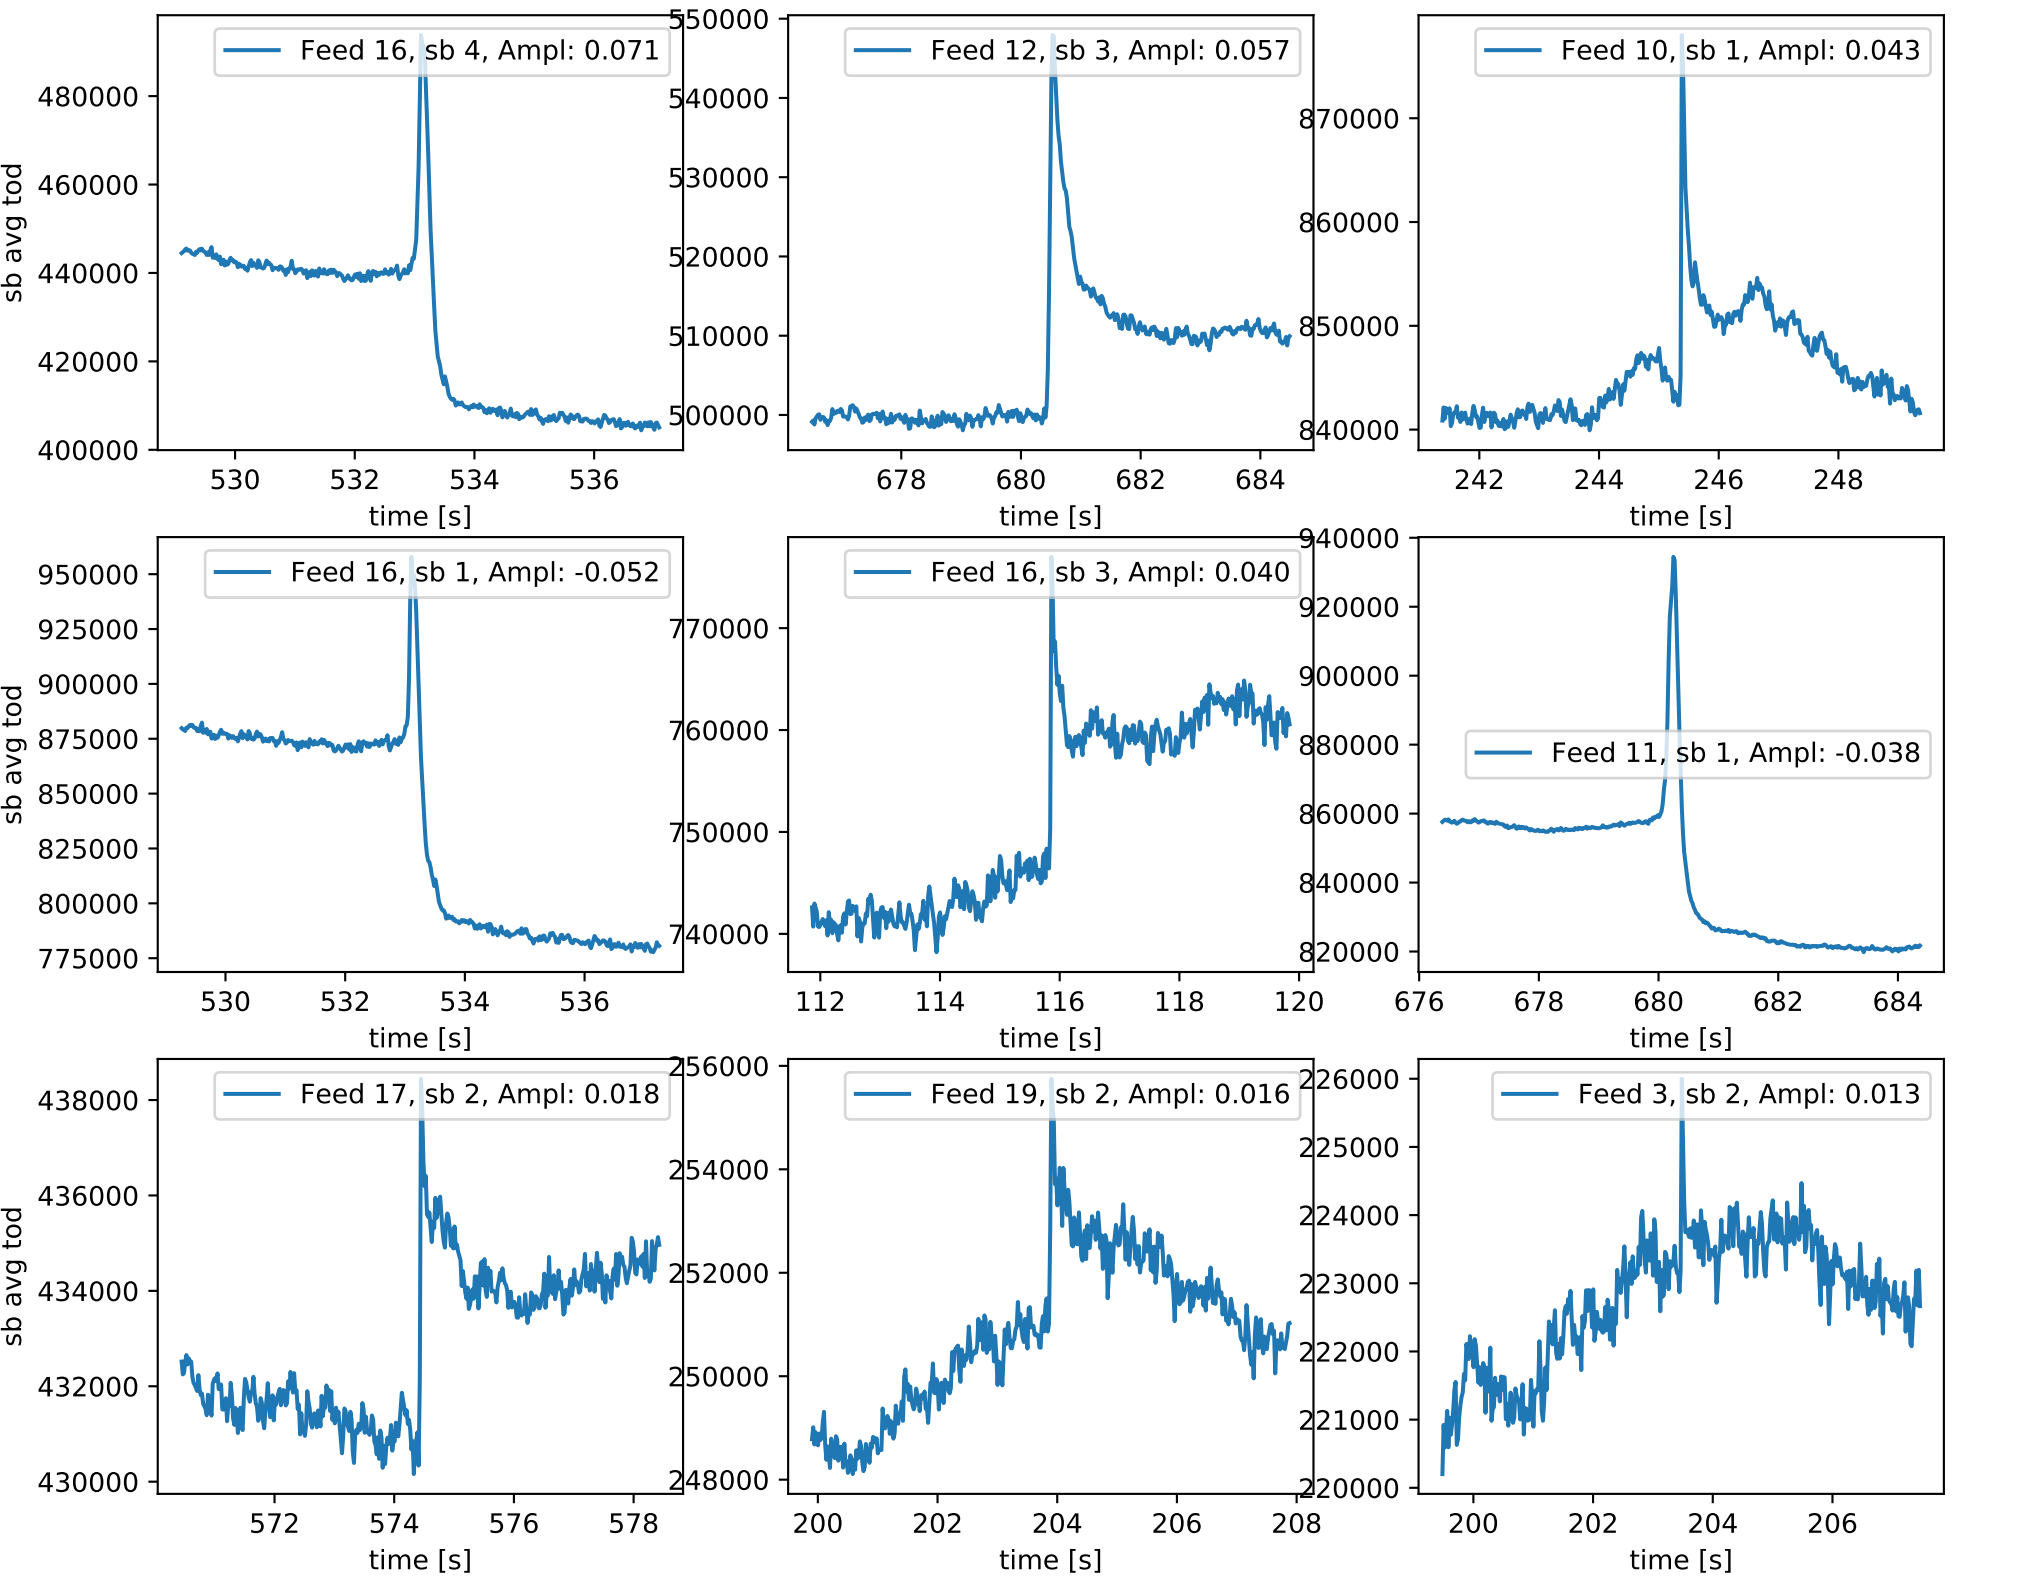 Feed 16, sb 4, Ampl: 0.071
480000
460000
440000
420000
400000
sb avg tod
530 532 534 536
time [s]
Feed 12, sb 3, Ampl: 0.057
550000
540000
530000
520000
510000
500000
678 680 682 684
time [s]
Feed 10, sb 1, Ampl: 0.043
870000
860000
850000
840000
242 244 246 248
time [s]
Feed 16, sb 1, Ampl: -0.052
950000
925000
900000
875000
850000
825000
800000
775000
sb avg tod
530 532 534 536
time [s]
Feed 16, sb 3, Ampl: 0.040
770000
760000
750000
740000
112 114 116 118 120
time [s]
Feed 11, sb 1, Ampl: -0.038
940000
920000
900000
880000
860000
840000
820000
676 678 680 682 684
time [s]
Feed 17, sb 2, Ampl: 0.018
438000
436000
434000
432000
430000
sb avg tod
572 574 576 578
time [s]
Feed 19, sb 2, Ampl: 0.016
256000
254000
252000
250000
248000
200 202 204 206 208
time [s]
Feed 3, sb 2, Ampl: 0.013
226000
225000
224000
223000
222000
221000
220000
200 202 204 206
time [s]